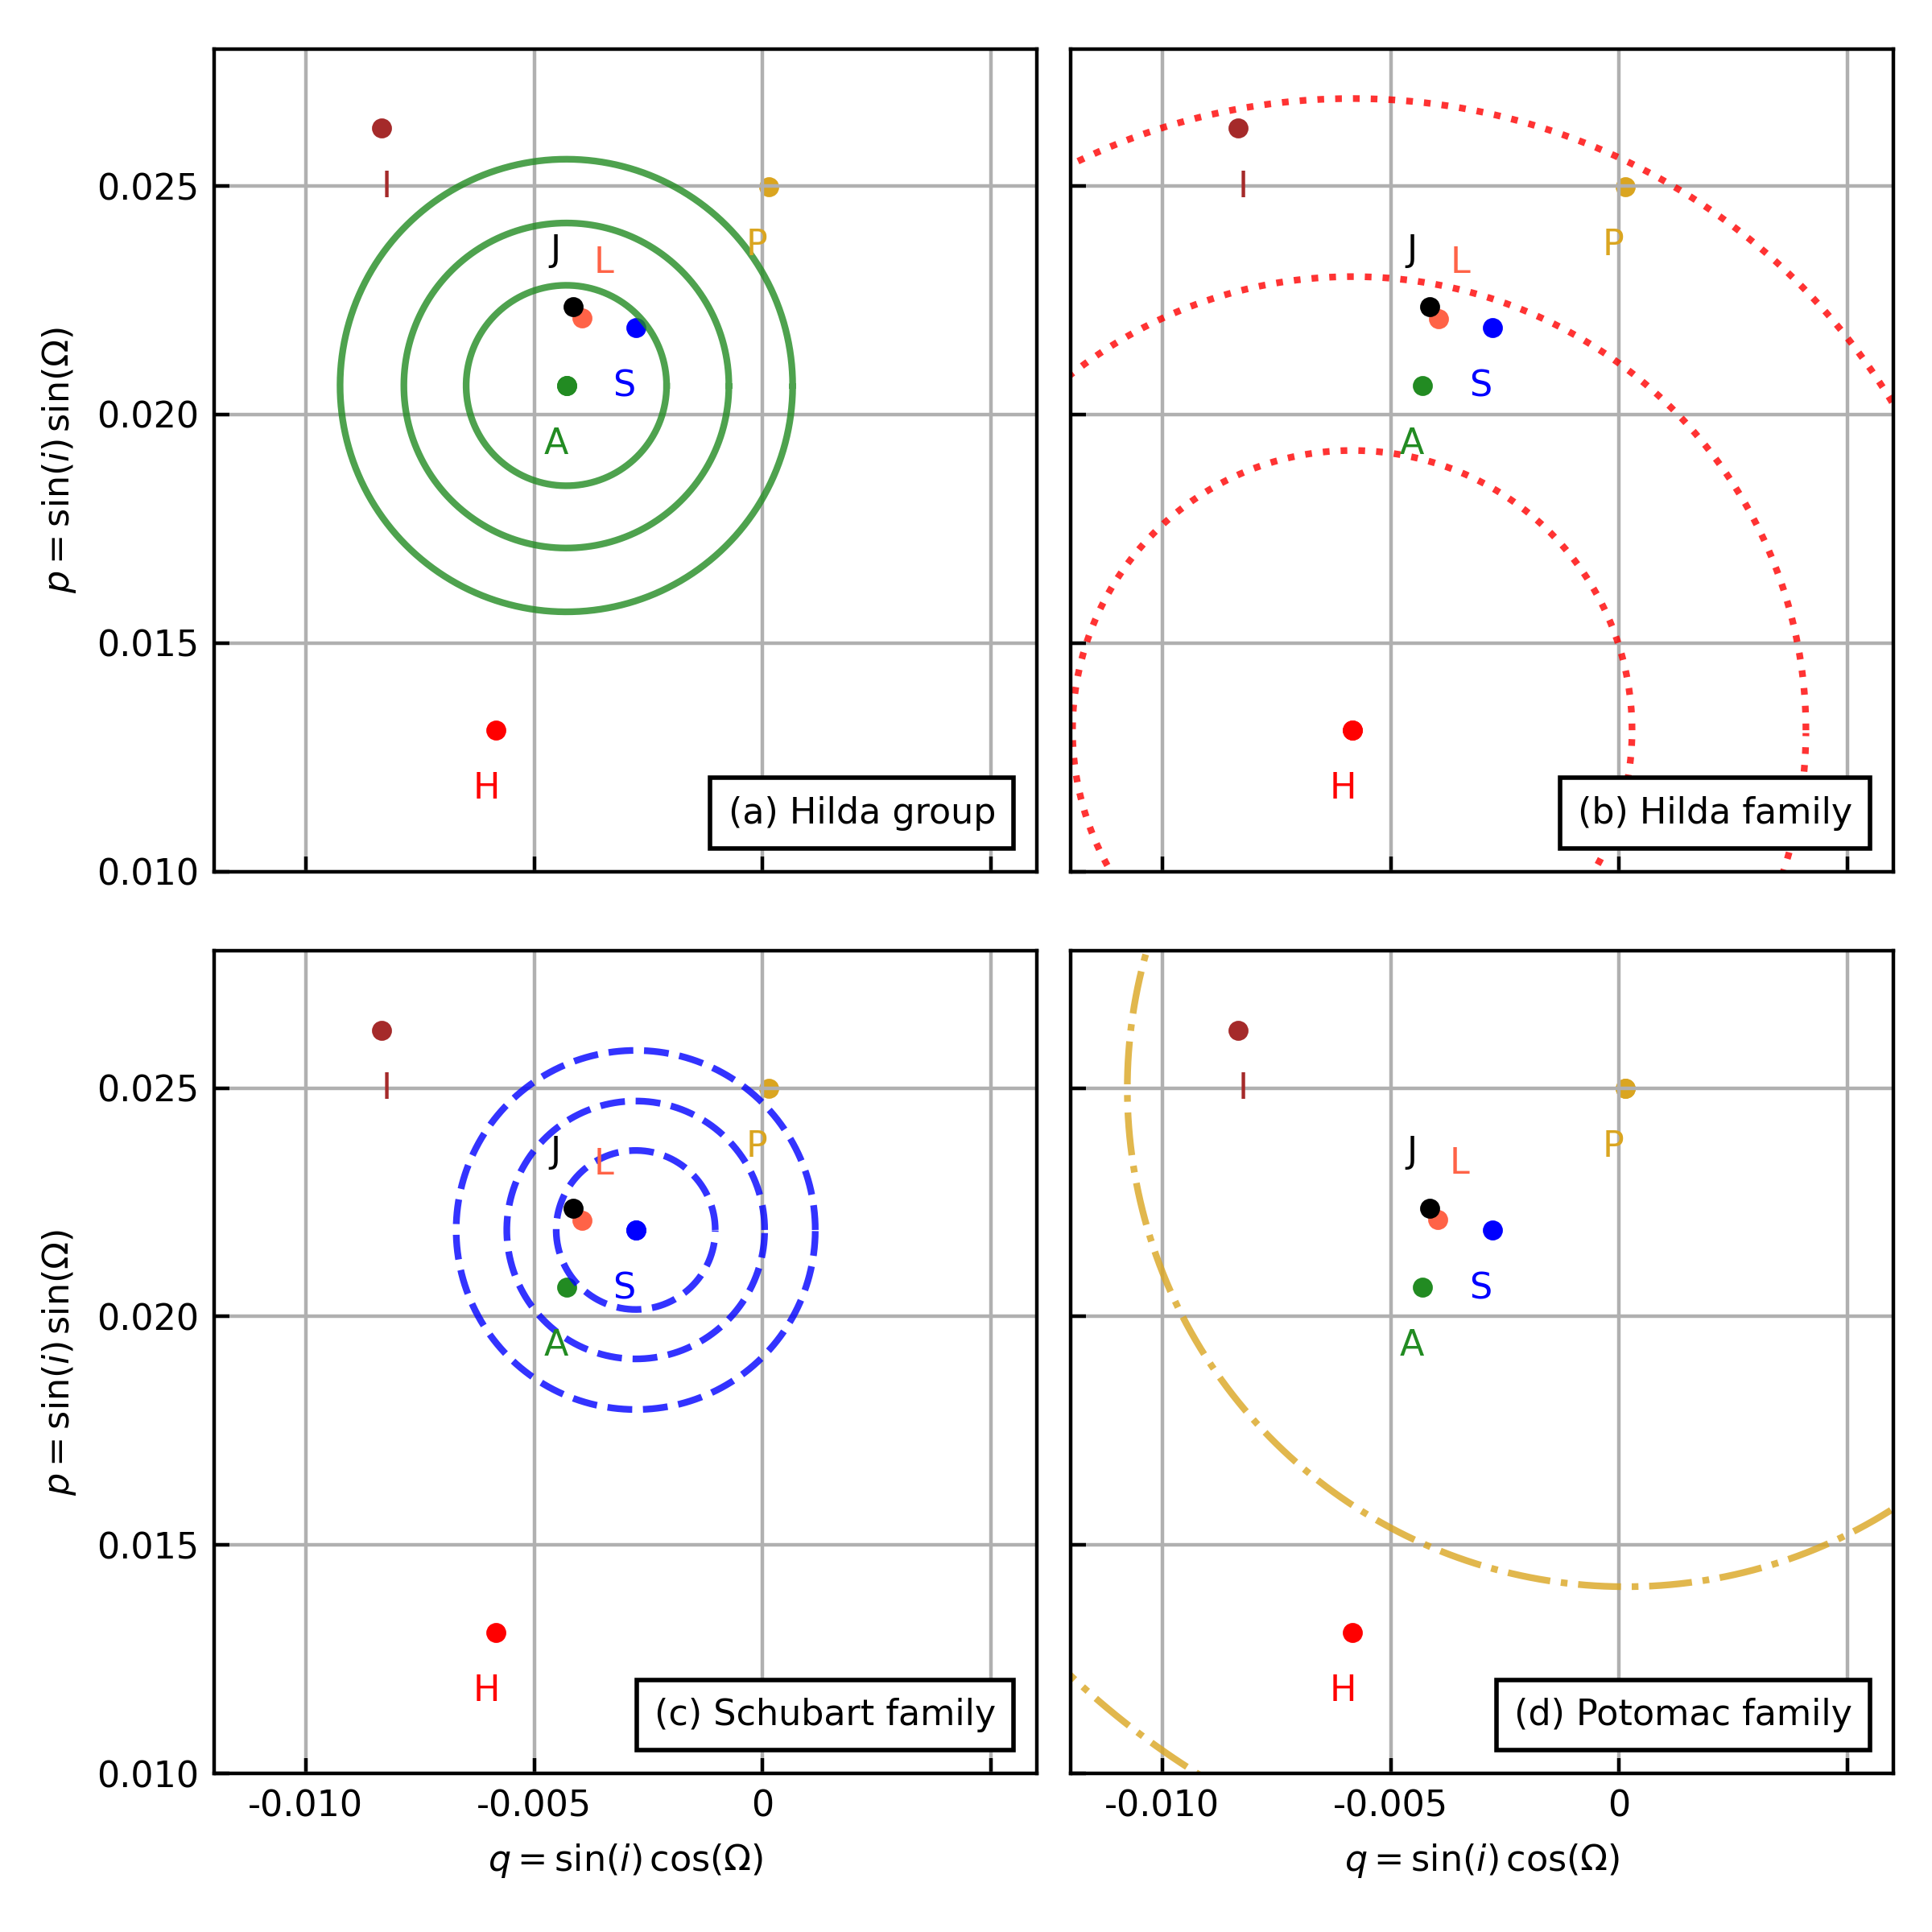 I
J
L
P
S
A
H
(a) Hilda group
0.025
0.020
0.015
0.010
p = sin(i) sin(Ω)
I
J
L
P
S
A
H
(b) Hilda family
I
J
L
P
S
A
H
(c) Schubart family
0.025
0.020
0.015
0.010
p = sin(i) sin(Ω)
-0.010
-0.005
0
q = sin(i) cos(Ω)
I
J
L
P
S
A
H
(d) Potomac family
-0.010
-0.005
0
q = sin(i) cos(Ω)